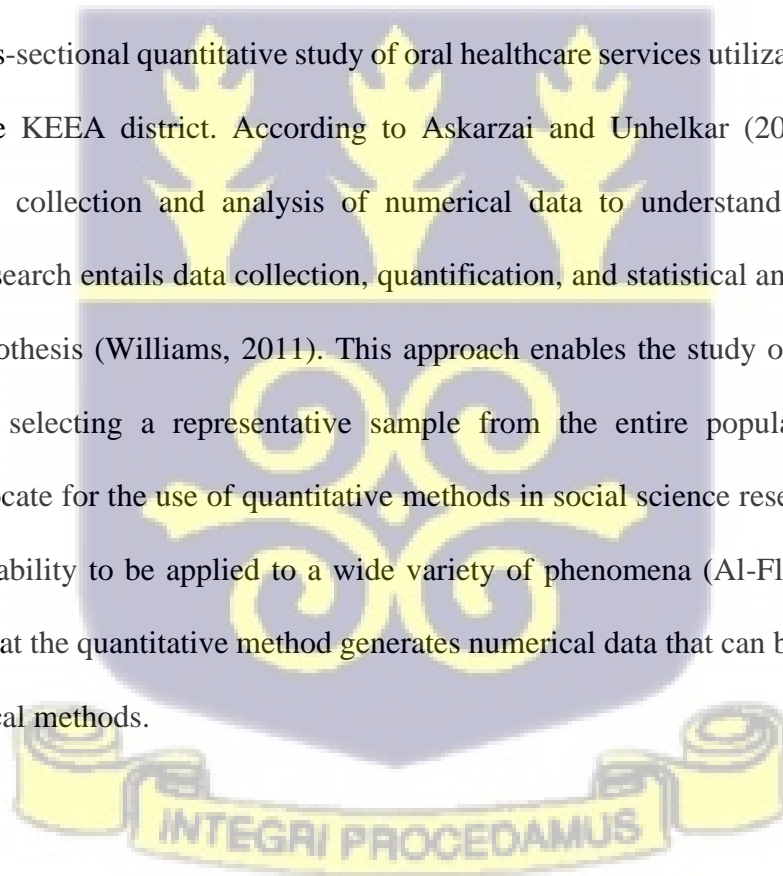 s-sectional quantitative study of oral healthcare services utiliza
e KEEA district. According to Askarzai and Unhelkar (20
collection and analysis of numerical data to understand
search entails data collection, quantification, and statistical an
othesis (Williams, 2011). This approach enables the study o
selecting a representative sample from the entire popula
ocate for the use of quantitative methods in social science rese
ability to be applied to a wide variety of phenomena (Al-Fl
at the quantitative method generates numerical data that can b
cal methods.
INTEGRI PROCEDAMUS